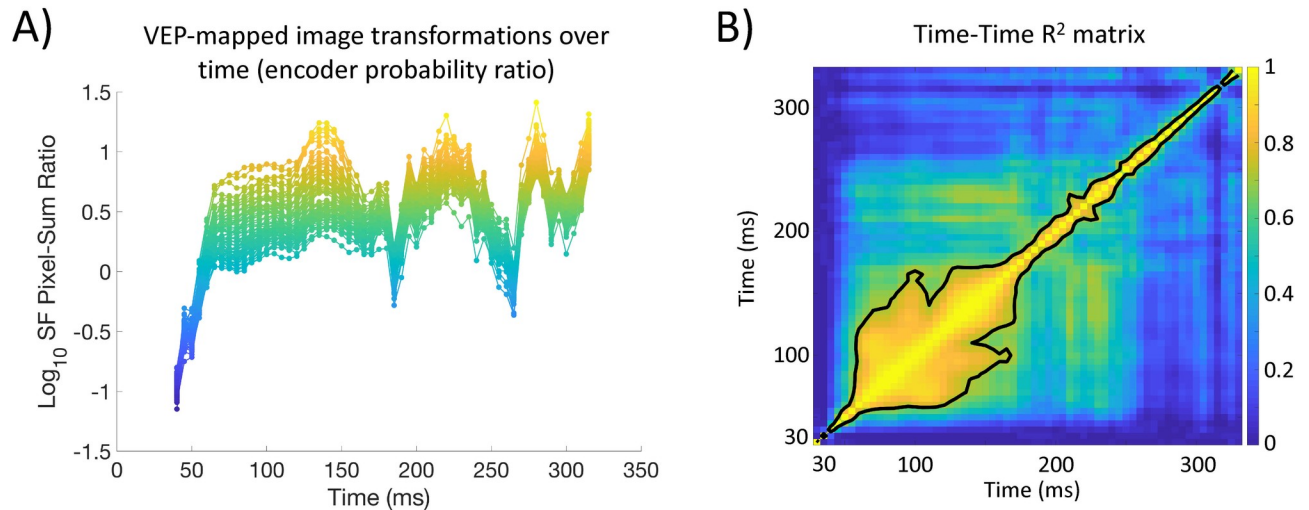 A)
VEP-mapped image transformations over
time (encoder probability ratio)
1.5
1
0.5
0
-0.5
-1
-1.5
Log10 SF Pixel-Sum Ratio
0 50 100 150 200 250 300 350
Time (ms)
B)
Time-Time R² matrix
300
200
100
30
Time (ms)
30 100 200 300
Time (ms)
1
0.8
0.6
0.4
0.2
0